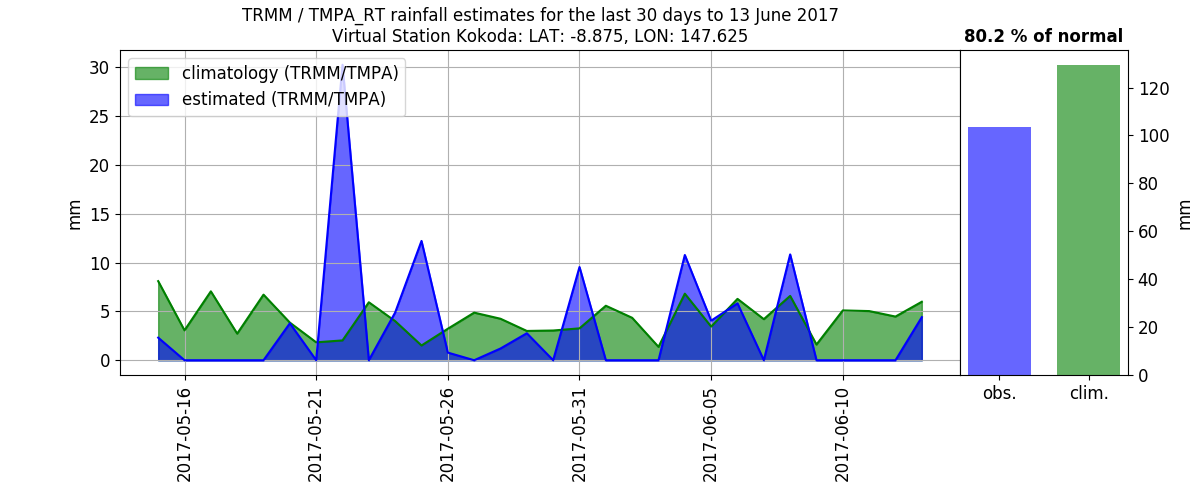 TRMM / TMPA_RT rainfall estimates for the last 30 days to 13 June 2017
Virtual Station Kokoda: LAT: -8.875, LON: 147.625
80.2 % of normal
climatology (TRMM/TMPA)
estimated (TRMM/TMPA)
30
25
20
15
10
5
0
mm
2017-05-16
2017-05-21
2017-05-26
2017-05-31
2017-06-05
2017-06-10
120
100
80
60
40
20
0
mm
obs.
clim.